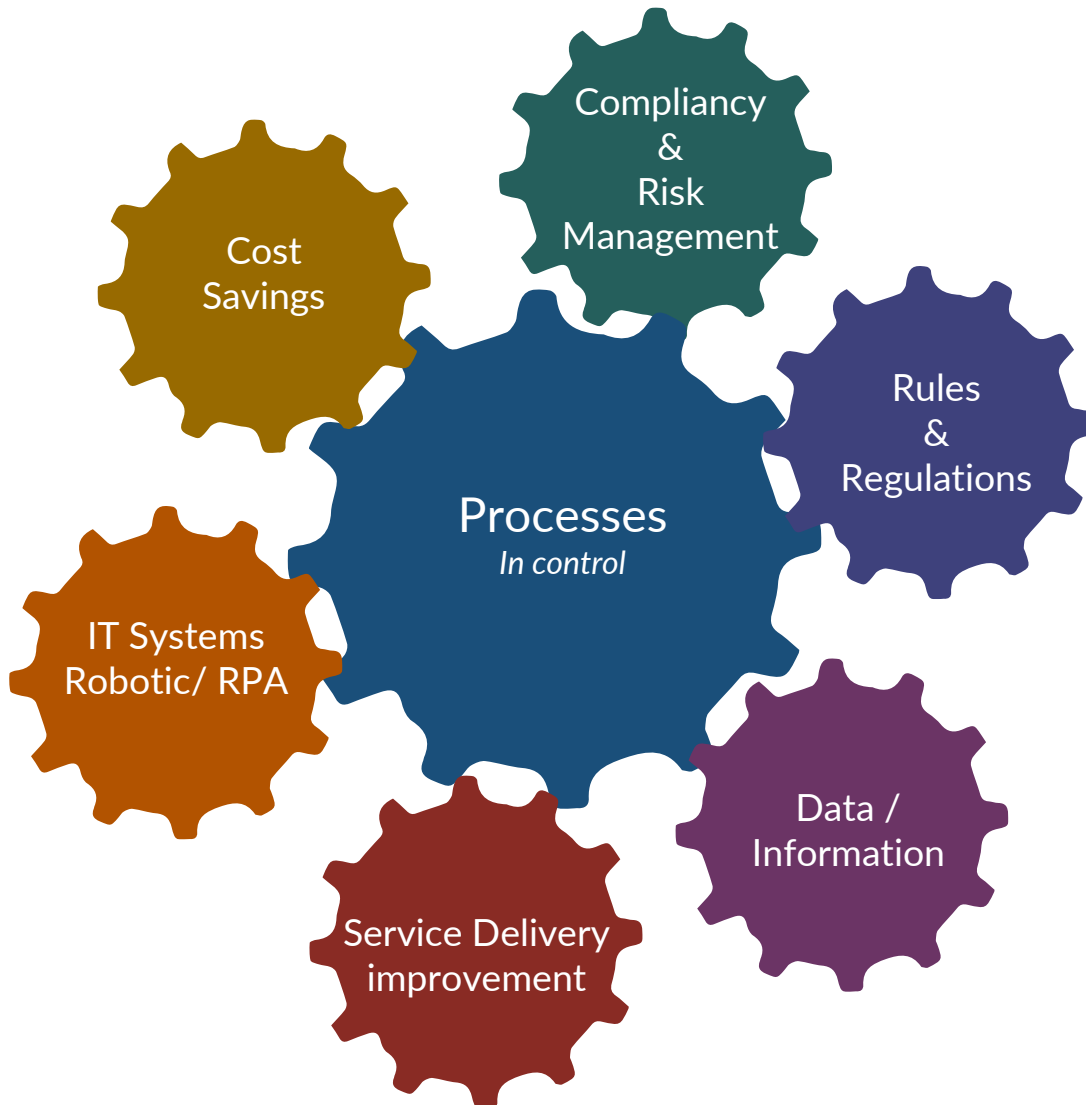 Compliancy
&
Risk
Management
Cost
Savings
Rules
&
Regulations
Processes
In control
IT Systems
Robotic/ RPA
Data /
Information
Service Delivery
improvement